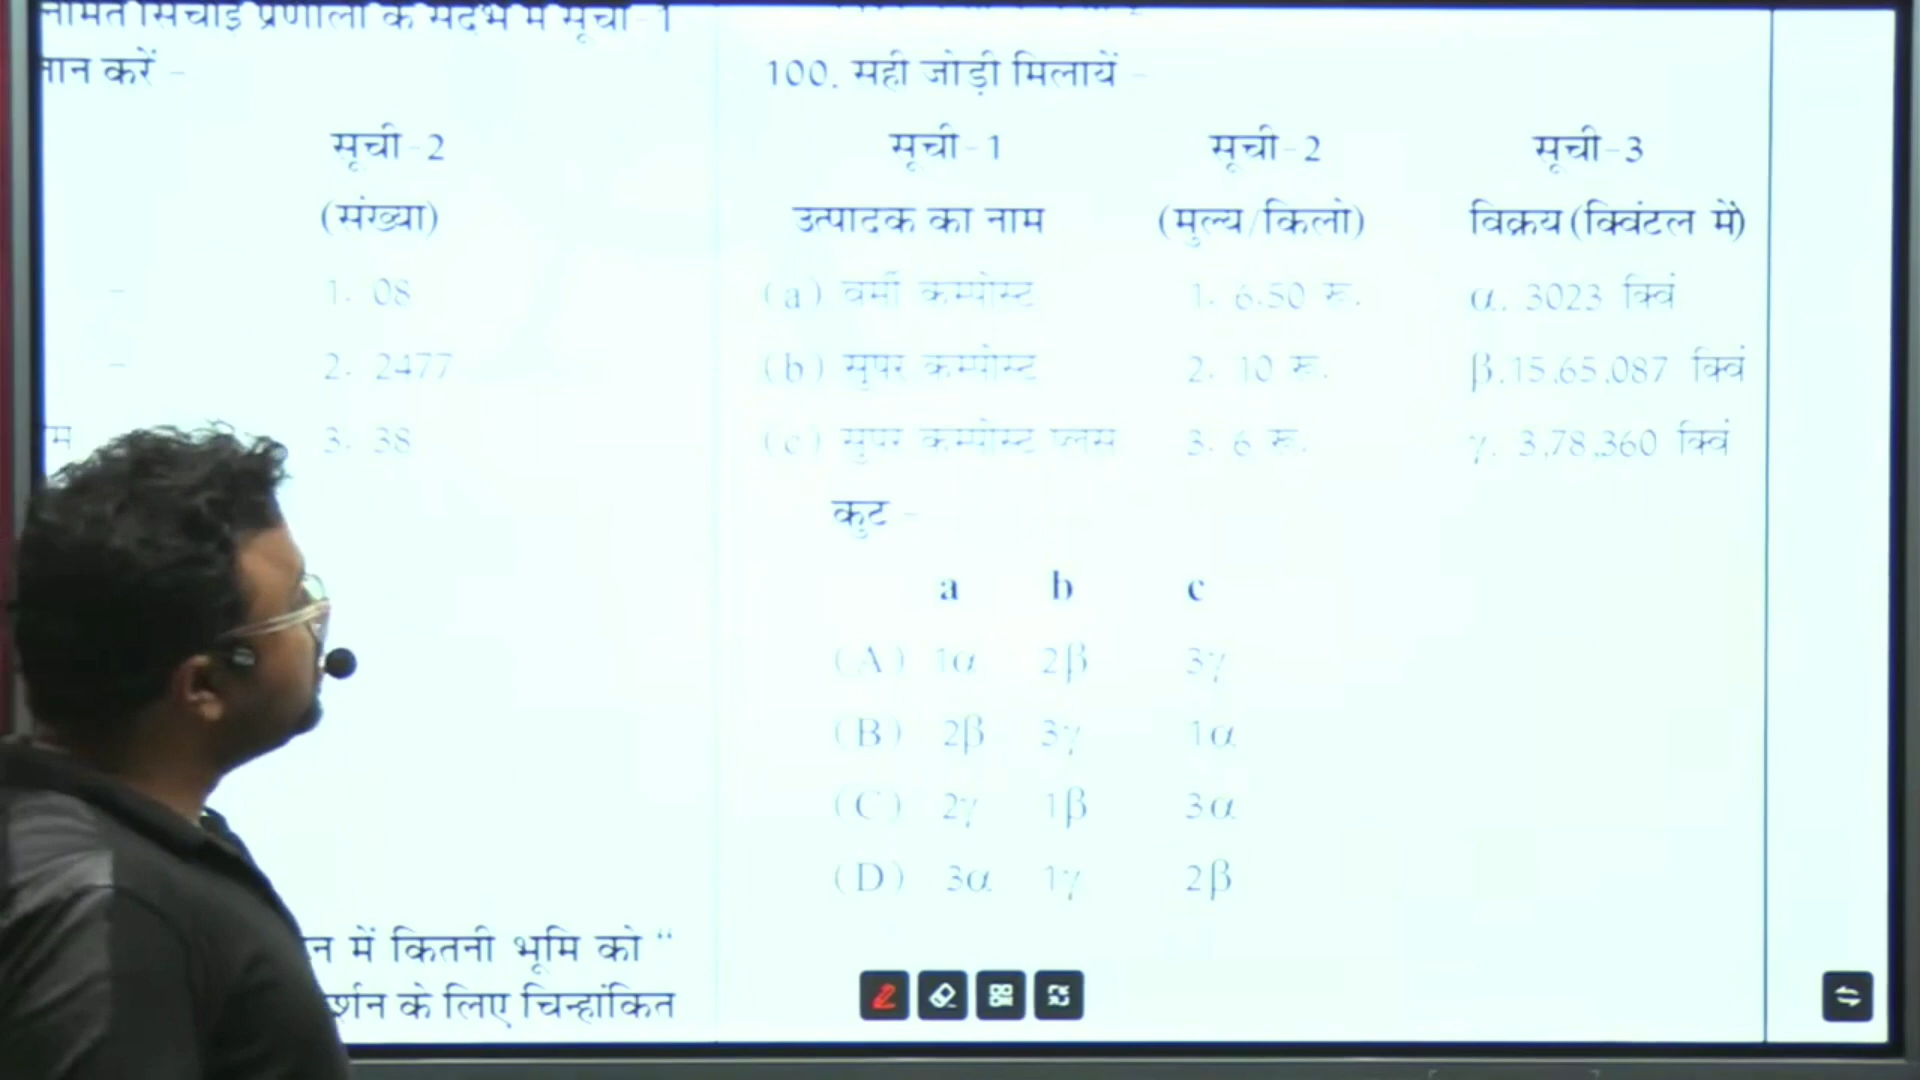 सिंचाई प्रणाली के संदर्भ में सूची-1
करें -
सूची-2
(संख्या)
- 1. 08
- 2. 2477
3. 38
में कितनी भूमि को “
के लिए चिन्हांकित
100. सही जोड़ी मिलायें -
सूची-1 सूची-2 सूची-3
उत्पादक का नाम (मुल्य/किलो) विक्रय(क्विंटल में)
(a) वर्मी कम्पोस्ट 1. 6.50 रू. α. 3023 क्विं
(b) सुपर कम्पोस्ट 2. 10 रू. β.15,65,087 क्विं
(c) सुपर कम्पोस्ट प्लस 3. 6 रू. γ. 3,78,360 क्विं
कुट -
a b c
(A) 1α 2β 3γ
(B) 2β 3γ 1α
(C) 2γ 1β 3α
(D) 3α 1γ 2β